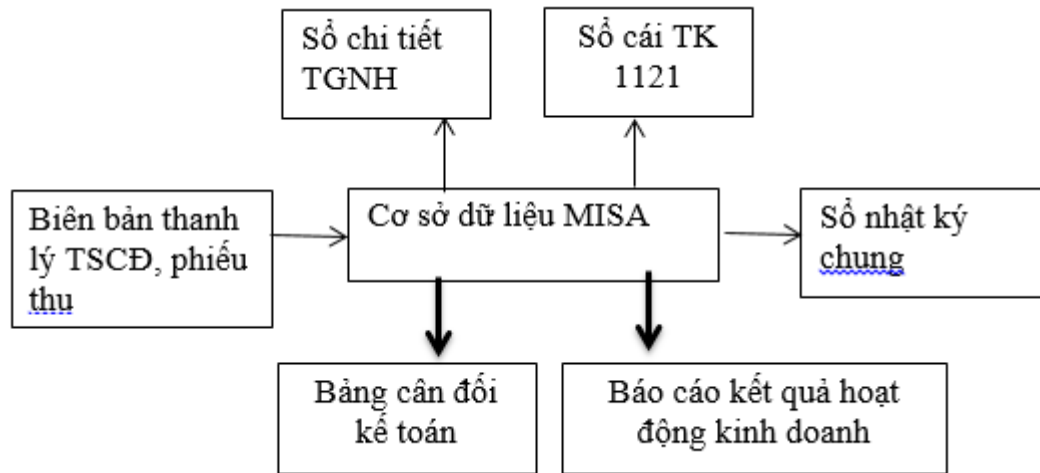 Sổ chi tiết
TGNH
Sổ cái TK
1121
Biên bản thanh
lý TSCĐ, phiếu
thu
Cơ sở dữ liệu MISA
Sổ nhật ký
chung
Bảng cân đối
kế toán
Báo cáo kết quả hoạt
động kinh doanh